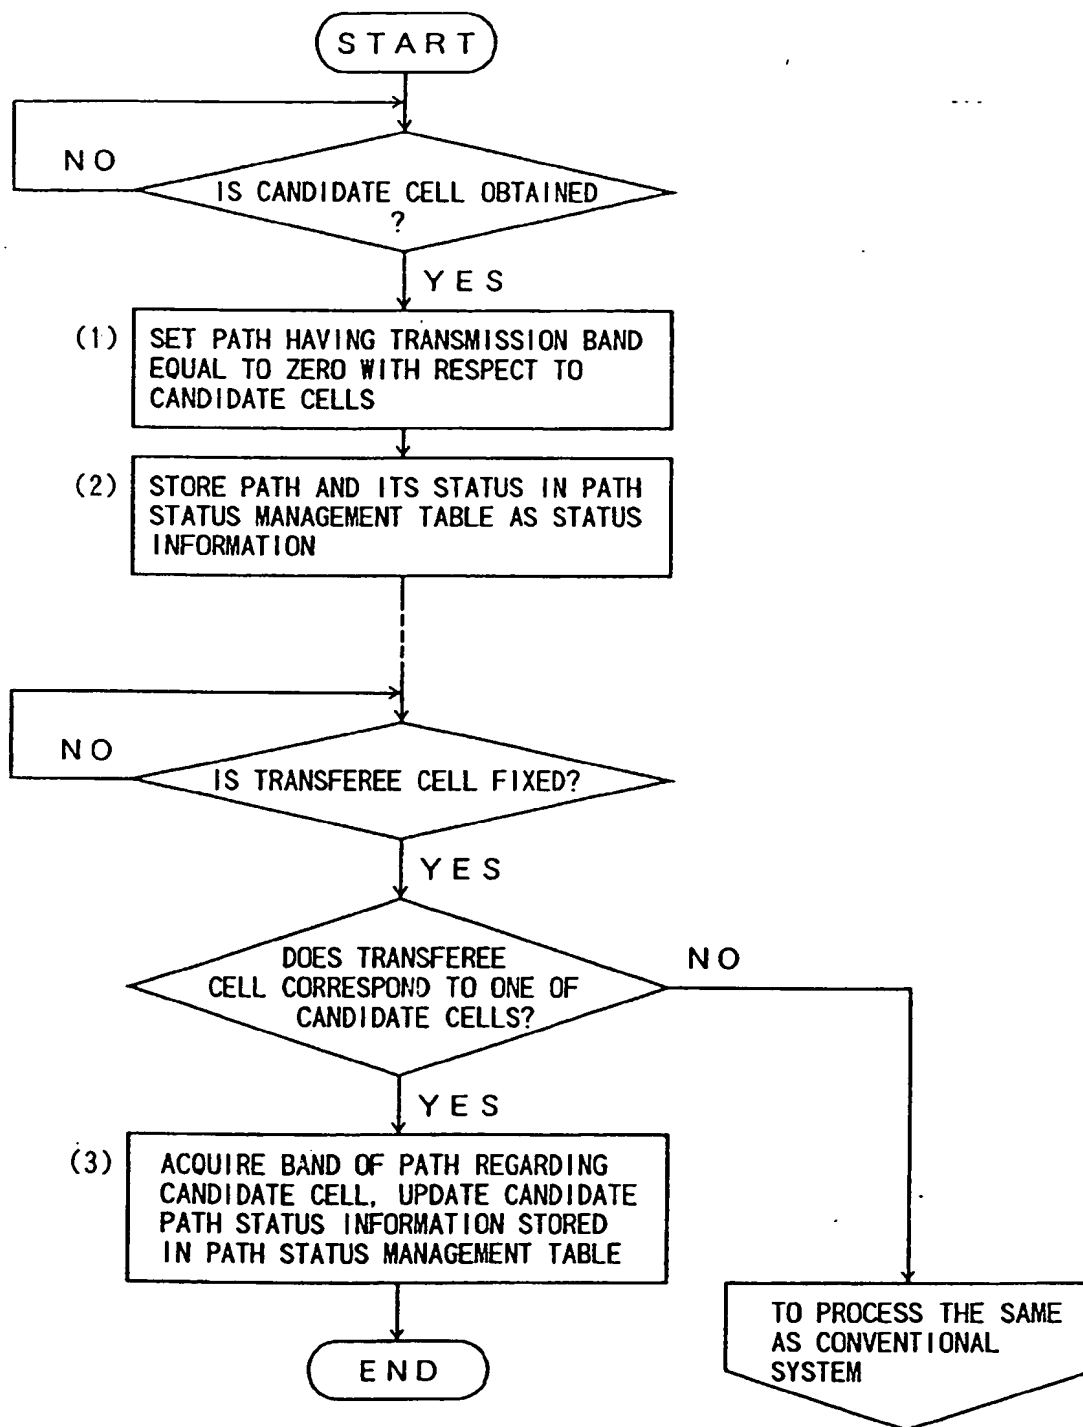 START
NO
IS CANDIDATE CELL OBTAINED
?
YES
(1)
SET PATH HAVING TRANSMISSION BAND
EQUAL TO ZERO WITH RESPECT TO
CANDIDATE CELLS
(2)
STORE PATH AND ITS STATUS IN PATH
STATUS MANAGEMENT TABLE AS STATUS
INFORMATION
NO
IS TRANSFEREE CELL FIXED?
YES
DOES TRANSFEREE
CELL CORRESPOND TO ONE OF
CANDIDATE CELLS?
NO
YES
(3)
ACQUIRE BAND OF PATH REGARDING
CANDIDATE CELL, UPDATE CANDIDATE
PATH STATUS INFORMATION STORED
IN PATH STATUS MANAGEMENT TABLE
TO PROCESS THE SAME
AS CONVENTIONAL
SYSTEM
END